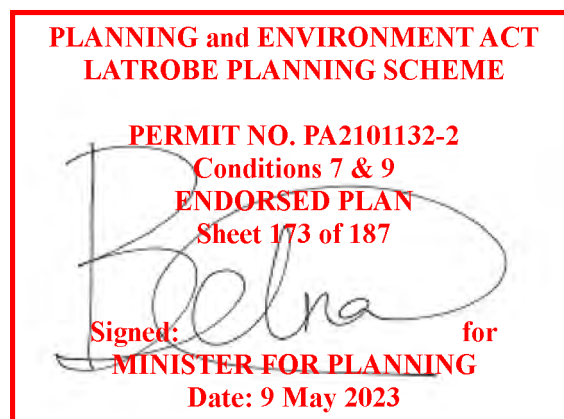 PLANNING and ENVIRONMENT ACT
LATROBE PLANNING SCHEME
PERMIT NO. PA2101132-2
Conditions 7 & 9
ENDORSED PLAN
Sheet 173 of 187
Signed: for
MINISTER FOR PLANNING
Date: 9 May 2023